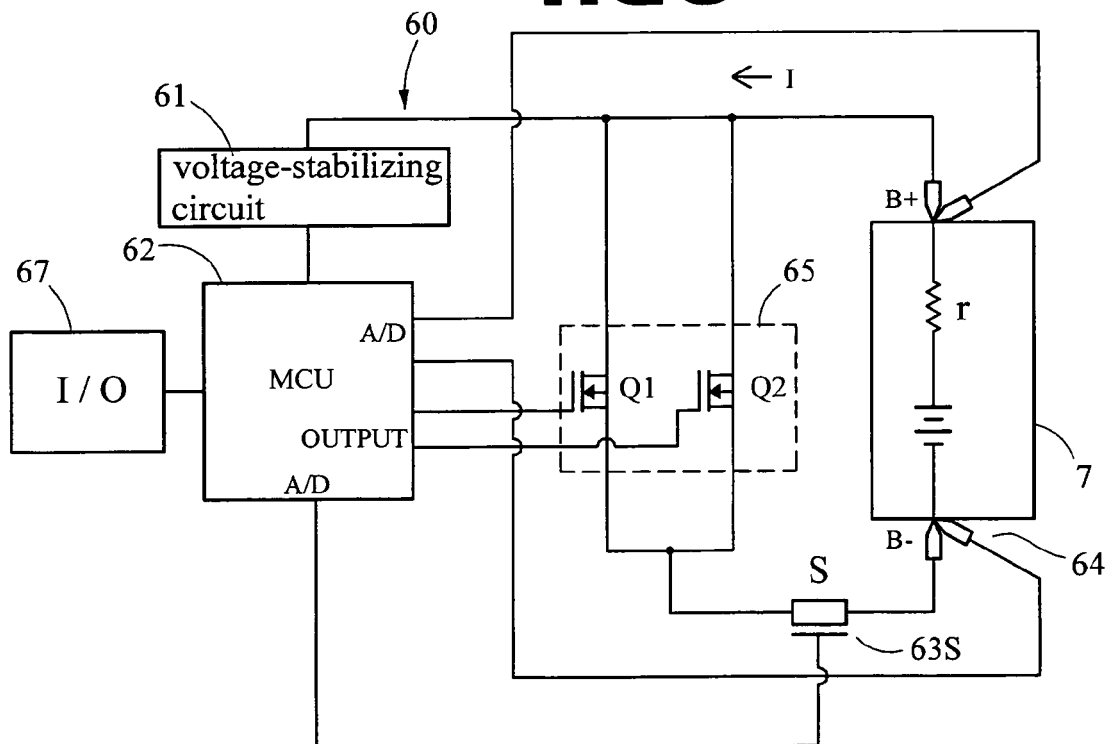 60
I
61
voltage-stabilizing
circuit
B+
62
67
65
A/D
r
I / O
MCU
Q1
Q2
OUTPUT
7
A/D
B-
64
S
63S